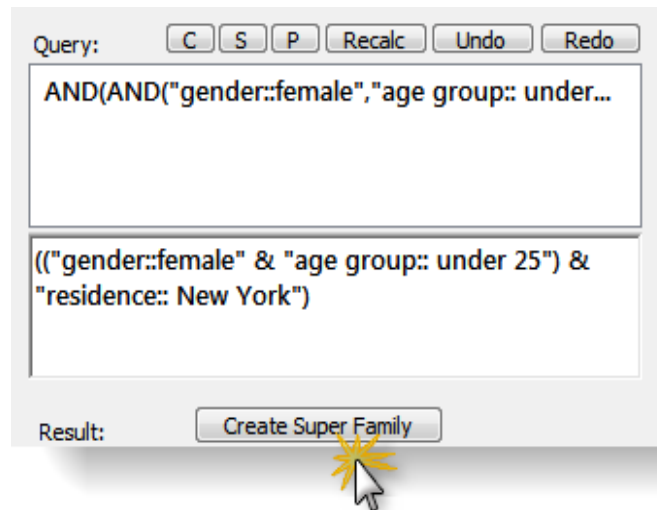 Query: C S P Recalc Undo Redo
AND(AND("gender::female","age group:: under...
(("gender::female" & "age group:: under 25") &
"residence:: New York")
Result: Create Super Family